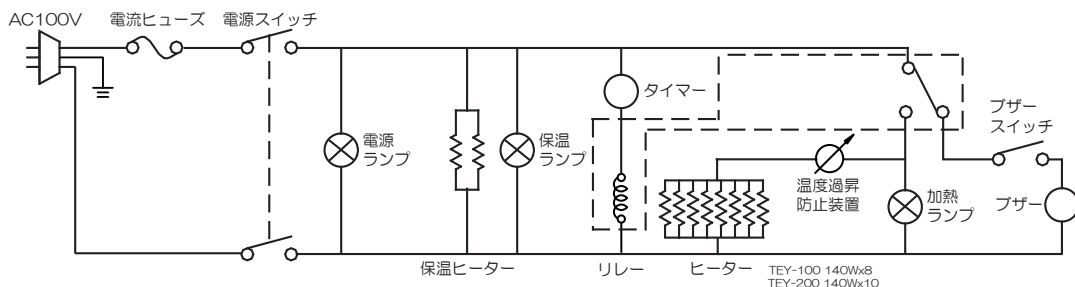 AC100V
電流ヒューズ
電源スイッチ
タイマー
ブザー
スイッチ
電源
ランプ
保温
ランプ
温度過昇
防止装置
加熱
ランプ
ブザー
保温ヒーター
リレー
ヒーター
TEY-100 140Wx8
TEY-200 140Wx10